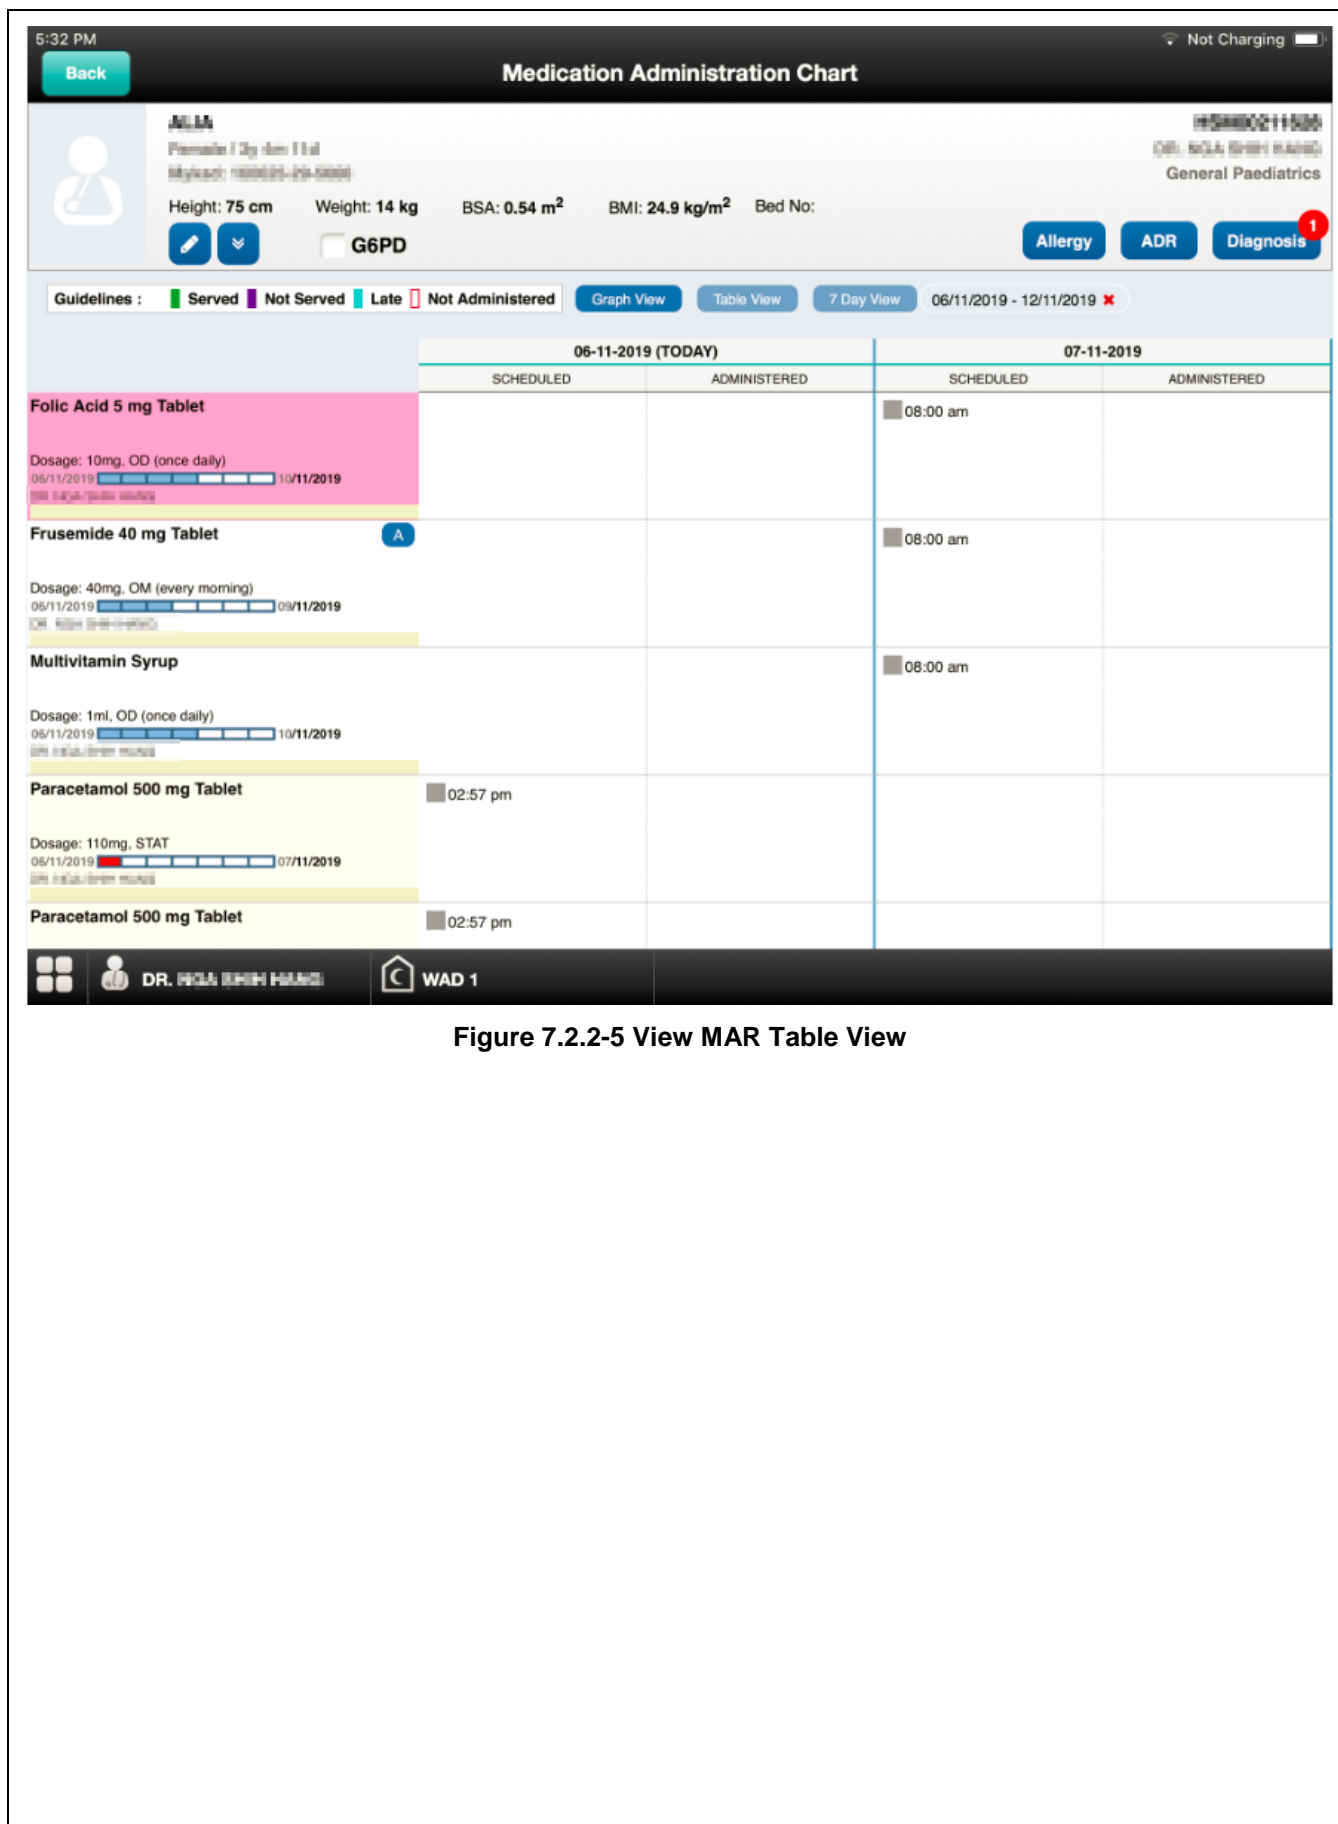 5:32 PM
Not Charging
Back
Medication Administration Chart
General Paediatrics
Height: 75 cm Weight: 14 kg BSA: 0.54 m2 BMI: 24.9 kg/m2 Bed No:
G6PD
Allergy ADR Diagnosis 1
Guidelines : Served Not Served Late Not Administered Graph View Table View 7 Day View 06/11/2019 - 12/11/2019
06-11-2019 (TODAY) 07-11-2019
SCHEDULED ADMINISTERED SCHEDULED ADMINISTERED
Folic Acid 5 mg Tablet
08:00 am
Dosage: 10mg, OD (once daily)
06/11/2019 10/11/2019
Frusemide 40 mg Tablet A
08:00 am
Dosage: 40mg, OM (every morning)
06/11/2019 09/11/2019
Multivitamin Syrup
08:00 am
Dosage: 1ml, OD (once daily)
06/11/2019 10/11/2019
Paracetamol 500 mg Tablet
02:57 pm
Dosage: 110mg, STAT
06/11/2019 07/11/2019
Paracetamol 500 mg Tablet
02:57 pm
DR. WAD 1
Figure 7.2.2-5 View MAR Table View